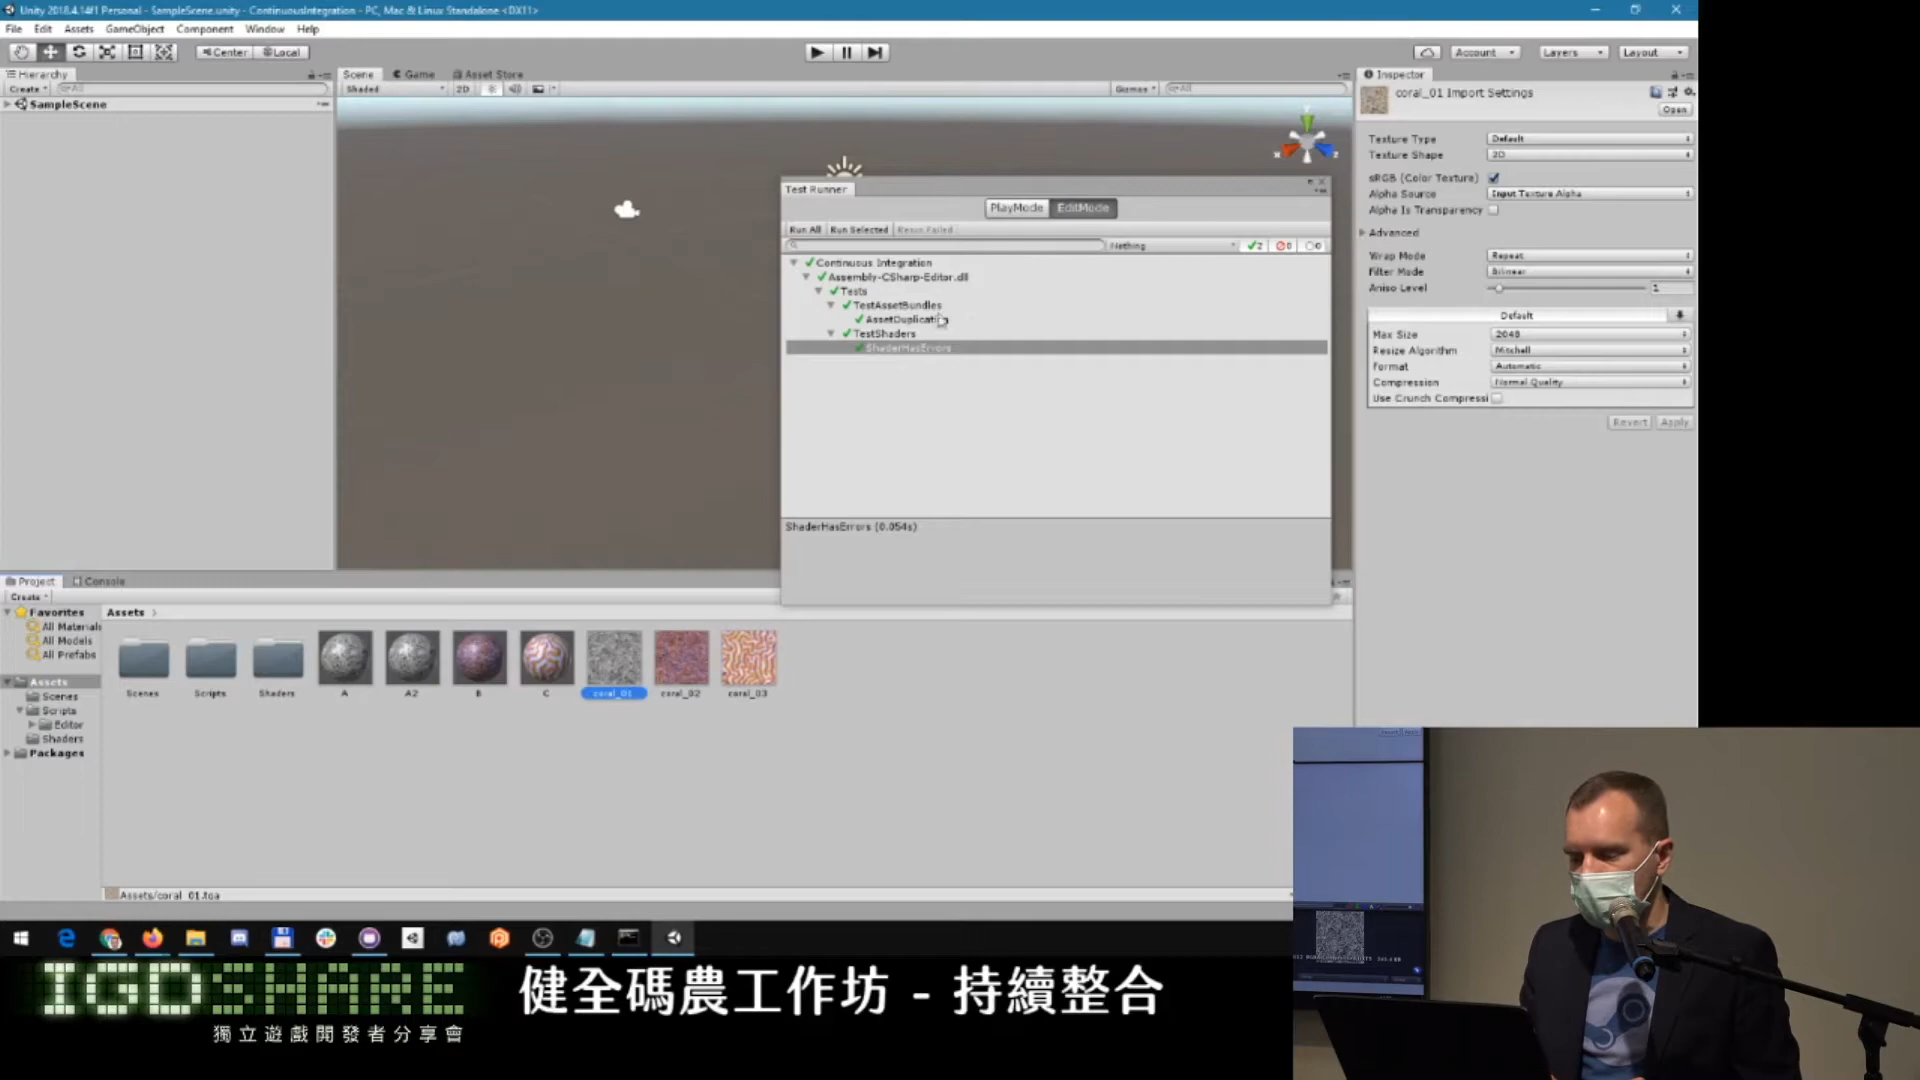 Unity 2018.4.14f1 Personal - SampleScene.unity - ContinuousIntegration - PC, Mac & Linux Standalone <DX11>
File Edit Assets GameObject Component Window Help
Center Local
Account Layers Layout
Hierarchy
Create All
SampleScene
Scene Game Asset Store
Shaded 2D
Gizmos All
Test Runner
PlayMode EditMode
Run All Run Selected Rerun Failed
Nothing 2 0 0
Continuous Integration
Assembly-CSharp-Editor.dll
Tests
TestAssetBundles
AssetDuplicati
TestShaders
ShaderHasErrors
ShaderHasErrors (0.054s)
Inspector
coral_01 Import Settings
Open
Texture Type Default
Texture Shape 2D
sRGB (Color Texture)
Alpha Source Input Texture Alpha
Alpha Is Transparency
Advanced
Wrap Mode Repeat
Filter Mode Bilinear
Aniso Level 1
Default
Max Size 2048
Resize Algorithm Mitchell
Format Automatic
Compression Normal Quality
Use Crunch Compressi
Revert Apply
Project Console
Create
Favorites
All Materials
All Models
All Prefabs
Assets
Scenes
Scripts
Editor
Shaders
Packages
Assets
Scenes Scripts Shaders A A2 B C coral_01 coral_02 coral_03
Assets/coral_01.tga
IGDSHARE
獨立遊戲開發者分享會
健全碼農工作坊 - 持續整合